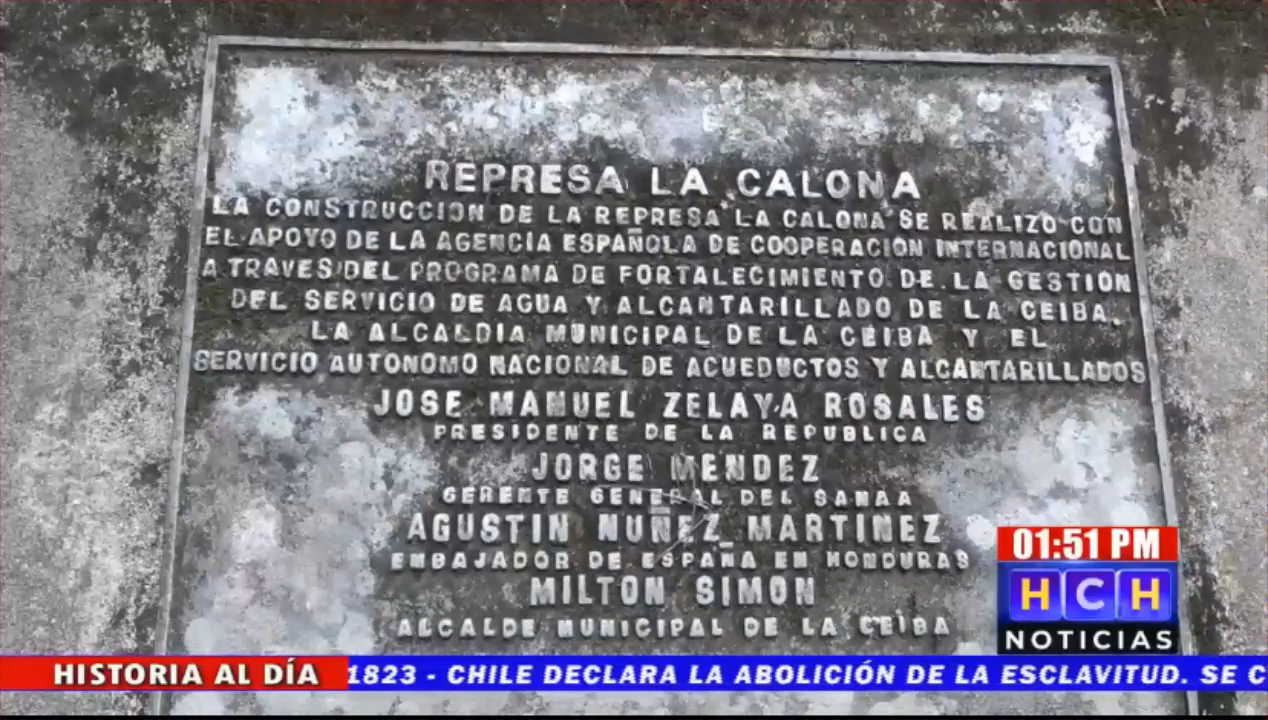 REPRESA LA CALONA
LA CONSTRUCCION DE LA REPRESA LA CALONA SE REALIZO CON
EL APOYO DE LA AGENCIA ESPAÑOLA DE COOPERACION INTERNACIONAL
A TRAVES DEL PROGRAMA DE FORTALECIMIENTO DE LA GESTION
DEL SERVICIO DE AGUA Y ALCANTARILLADO DE LA CEIBA.
LA ALCALDIA MUNICIPAL DE LA CEIBA Y EL
SERVICIO AUTONOMO NACIONAL DE ACUEDUCTOS Y ALCANTARILLADOS
JOSE MANUEL ZELAYA ROSALES
PRESIDENTE DE LA REPUBLICA
JORGE MENDEZ
GERENTE GENERAL DEL SANAA
AGUSTIN NUÑEZ MARTINEZ
EMBAJADOR DE ESPAÑA EN HONDURAS
MILTON SIMON
ALCALDE MUNICIPAL DE LA CEIBA
01:51 PM
HCH
NOTICIAS
HISTORIA AL DÍA 1823 - CHILE DECLARA LA ABOLICIÓN DE LA ESCLAVITUD. SE C